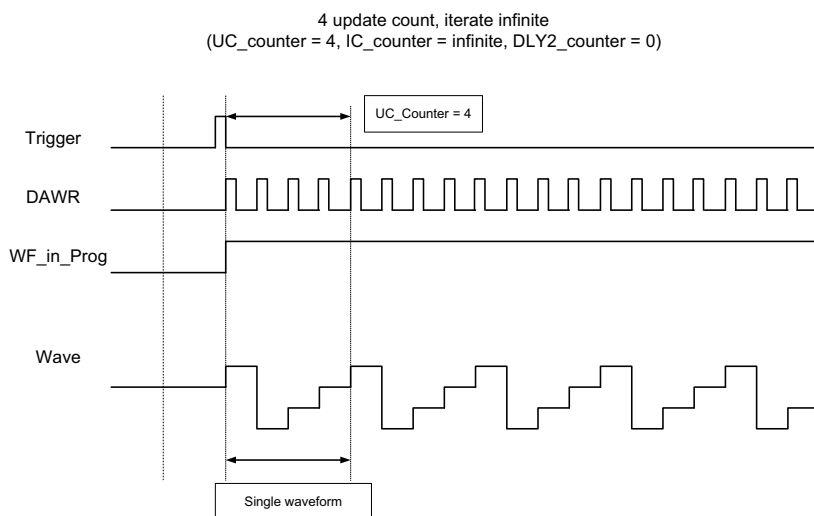 4 update count, iterate infinite
(UC_counter = 4, IC_counter = infinite, DLY2_counter = 0)
UC_Counter = 4
Trigger
DAWR
WF_in_Prog
Wave
Single waveform